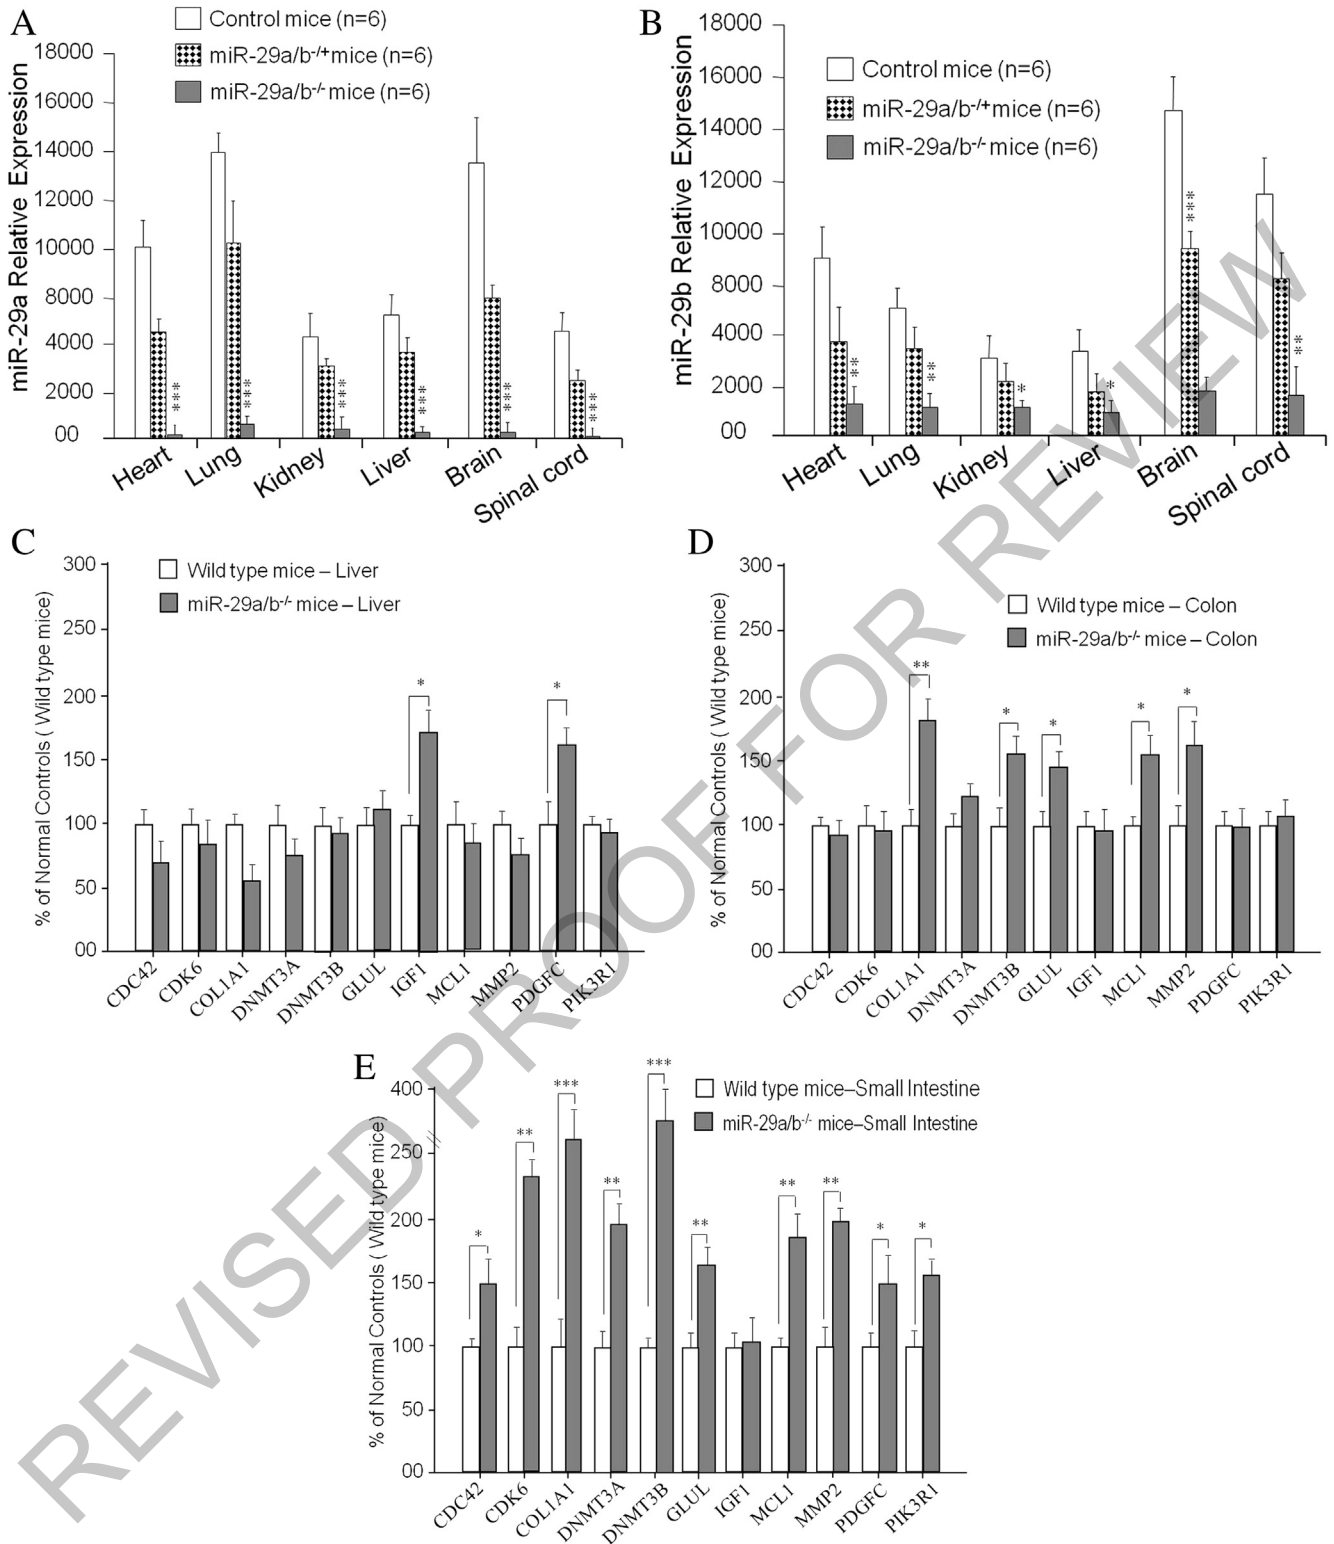 A
Control mice (n=6)
miR-29a/b-/+mice (n=6)
miR-29a/b-/- mice (n=6)
miR-29a Relative Expression
18000
16000
14000
12000
10000
8000
4000
4000
2000
00
***
***
***
***
***
***
Heart
Lung
Kidney
Liver
Brain
Spinal cord
B
Control mice (n=6)
miR-29a/b-/+mice (n=6)
miR-29a/b-/- mice (n=6)
miR-29b Relative Expression
18000
16000
14000
12000
10000
8000
4000
2000
00
**
**
*
*
***
**
Heart
Lung
Kidney
Liver
Brain
Spinal cord
C
Wild type mice – Liver
miR-29a/b-/- mice – Liver
% of Normal Controls ( Wild type mice)
300
250
200
150
100
50
00
*
*
CDC42
CDK6
COL1A1
DNMT3A
DNMT3B
GLUL
IGF1
MCL1
MMP2
PDGFC
PIK3R1
D
Wild type mice – Colon
miR-29a/b-/- mice – Colon
% of Normal Controls ( Wild type mice)
300
250
200
150
100
50
00
**
*
*
*
*
CDC42
CDK6
COL1A1
DNMT3A
DNMT3B
GLUL
IGF1
MCL1
MMP2
PDGFC
PIK3R1
E
Wild type mice–Small Intestine
miR-29a/b-/- mice–Small Intestine
% of Normal Controls ( Wild type mice)
400
250
200
150
100
50
00
*
**
***
**
***
**
**
**
*
*
CDC42
CDK6
COL1A1
DNMT3A
DNMT3B
GLUL
IGF1
MCL1
MMP2
PDGFC
PIK3R1
REVISED PROOF FOR REVIEW